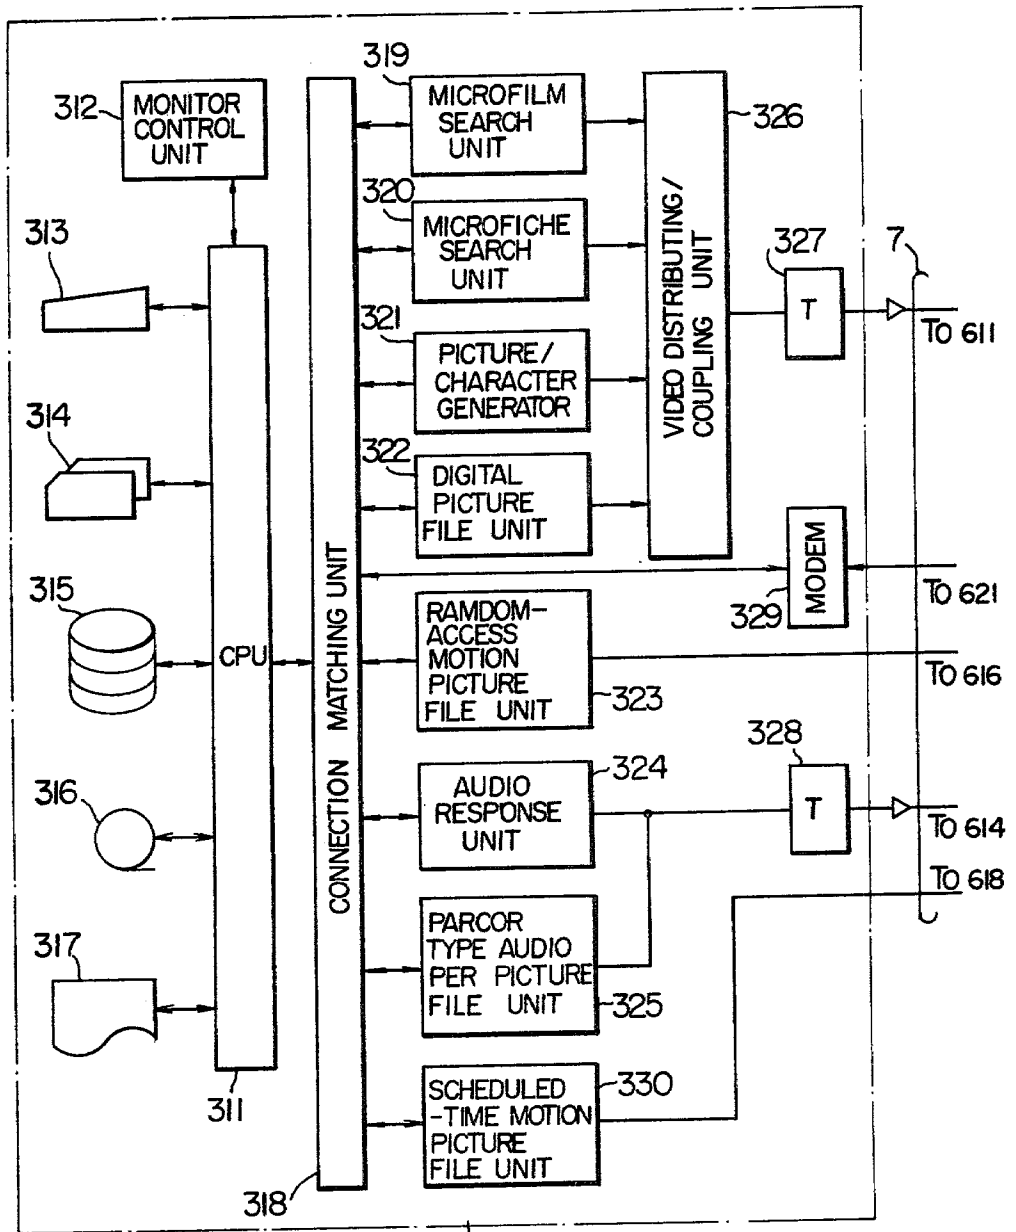 312
MONITOR
CONTROL
UNIT
313
314
315
316
317
CPU
311
CONNECTION MATCHING UNIT
318
319
MICROFILM
SEARCH
UNIT
320
MICROFICHE
SEARCH
UNIT
321
PICTURE/
CHARACTER
GENERATOR
322
DIGITAL
PICTURE
FILE UNIT
VIDEO DISTRIBUTING/
COUPLING UNIT
326
327
T
7
TO 611
MODEM
329
TO 621
RAMDOM-
ACCESS
MOTION
PICTURE
FILE UNIT
323
TO 616
AUDIO
RESPONSE
UNIT
324
328
T
TO 614
TO 618
PARCOR
TYPE AUDIO
PER PICTURE
FILE UNIT
325
SCHEDULED
-TIME MOTION
PICTURE
FILE UNIT
330